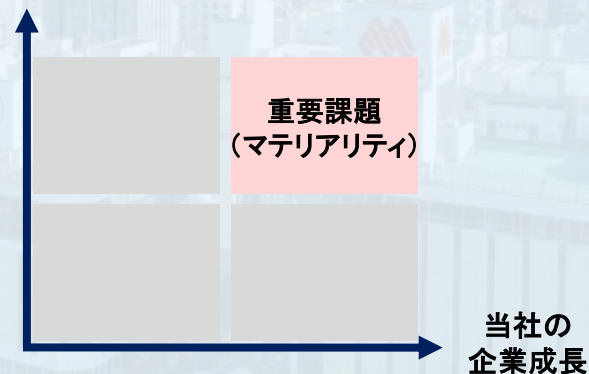 重要課題
（マテリアリティ）
当社の
企業成長